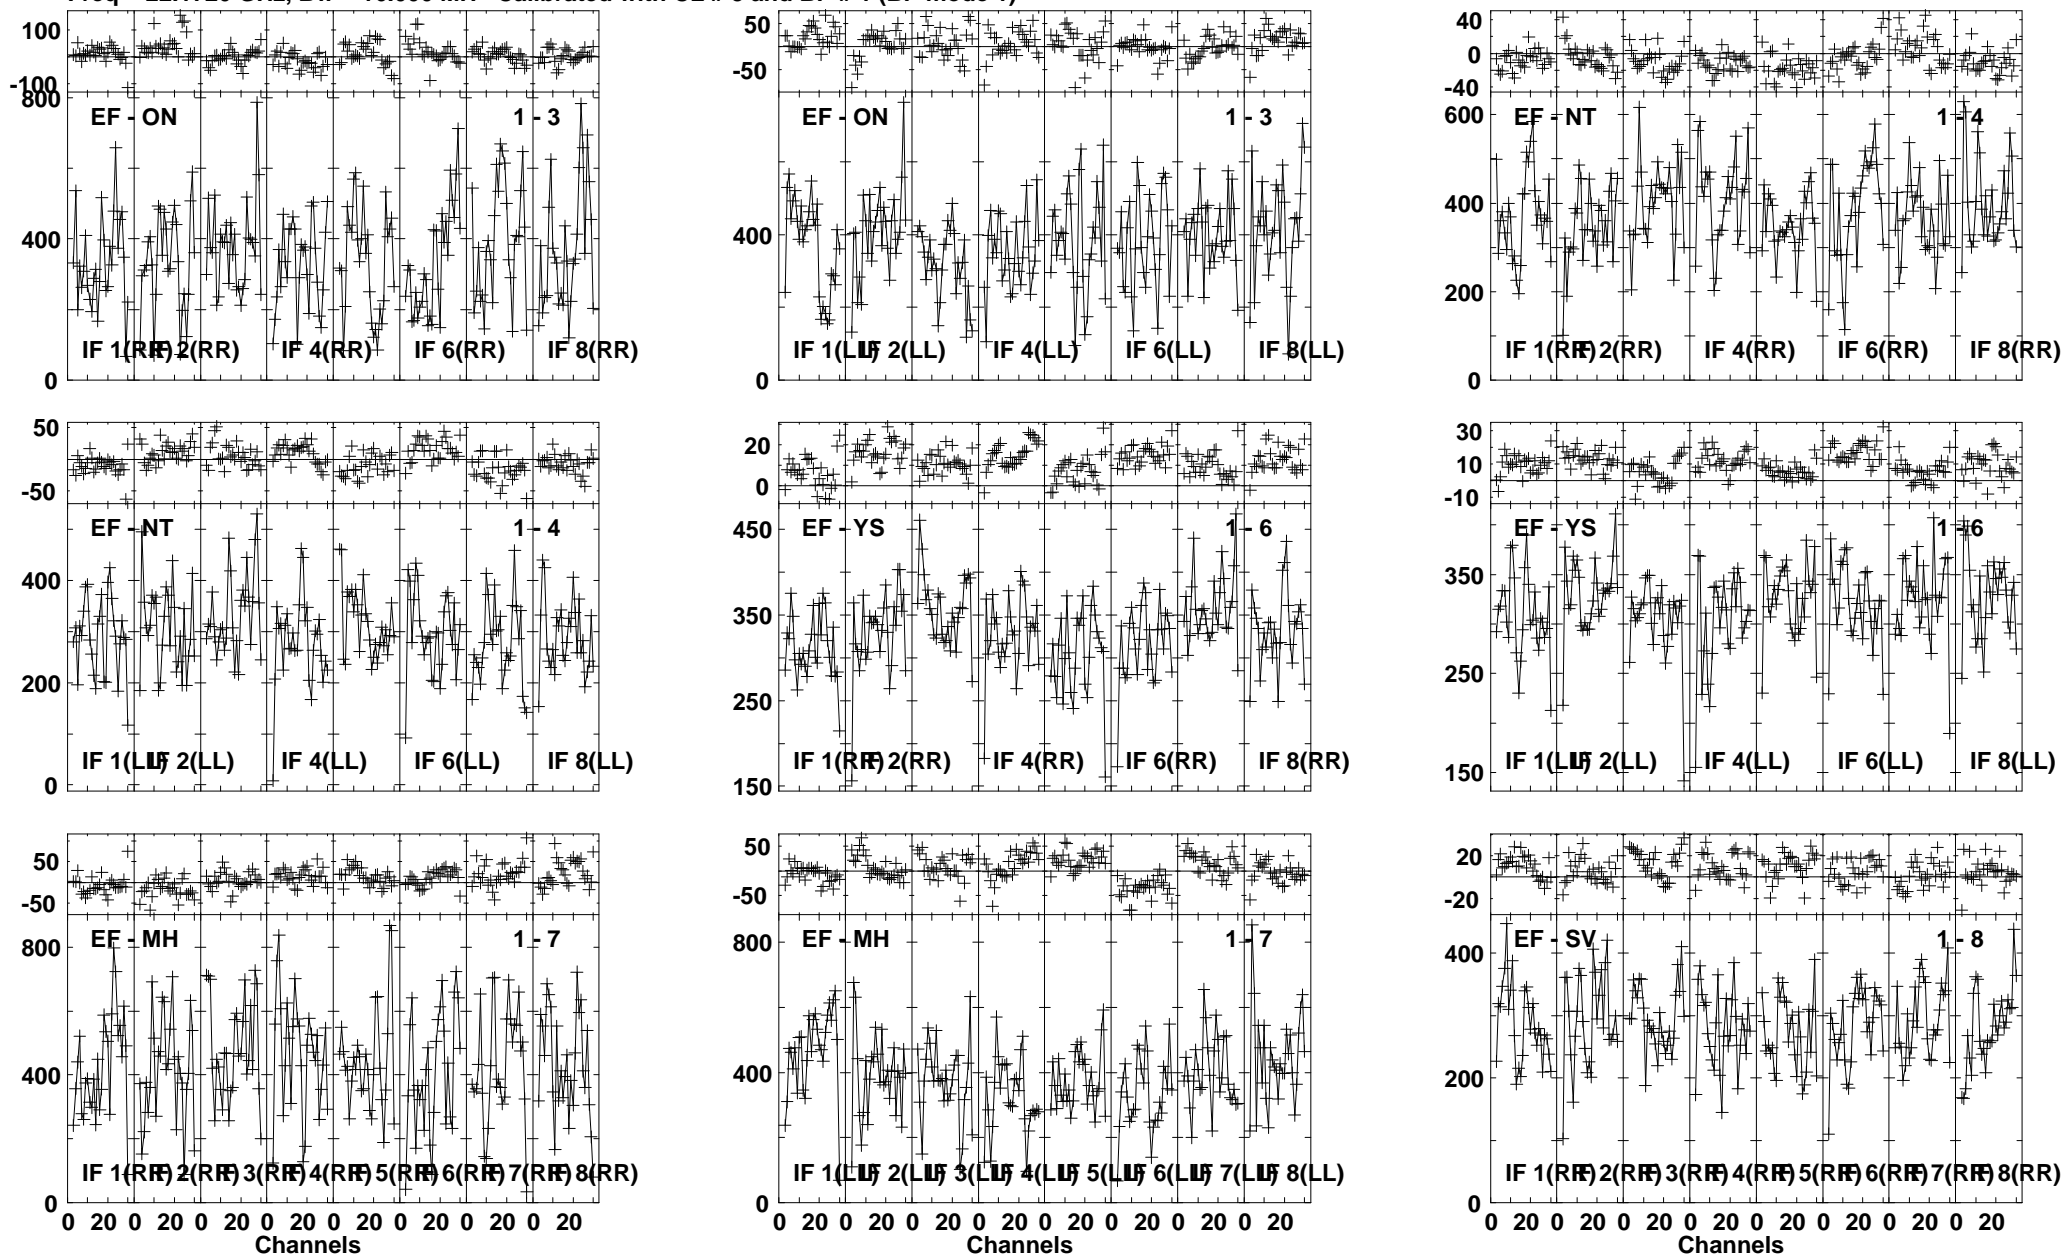 100
-100
800
400
0
EF - ON 1 - 3
IF 1(RR) IF 2(RR) IF 4(RR) IF 6(RR) IF 8(RR)
50
-50
400
0
EF - ON 1 - 3
IF 1(LL) IF 2(LL) IF 4(LL) IF 6(LL) IF 8(LL)
40
0
-40
600
400
200
0
EF - NT 1 - 4
IF 1(RR) IF 2(RR) IF 4(RR) IF 6(RR) IF 8(RR)
50
-50
400
200
0
EF - NT 1 - 4
IF 1(LL) IF 2(LL) IF 4(LL) IF 6(LL) IF 8(LL)
20
0
450
350
250
150
EF - YS 1 - 6
IF 1(RR) IF 2(RR) IF 4(RR) IF 6(RR) IF 8(RR)
30
10
-10
350
250
150
EF - YS 1 - 6
IF 1(LL) IF 2(LL) IF 4(LL) IF 6(LL) IF 8(LL)
50
-50
800
400
0
EF - MH 1 - 7
IF 1(RR) IF 2(RR) IF 3(RR) IF 4(RR) IF 5(RR) IF 6(RR) IF 7(RR) IF 8(RR)
0 20 0 20 0 20 0 20 0 20 0 20 0 20 0 20
Channels
50
-50
800
400
0
EF - MH 1 - 7
IF 1(LL) IF 2(LL) IF 3(LL) IF 4(LL) IF 5(LL) IF 6(LL) IF 7(LL) IF 8(LL)
0 20 0 20 0 20 0 20 0 20 0 20 0 20 0 20
20
-20
400
200
0
EF - SV 1 - 8
IF 1(RR) IF 2(RR) IF 3(RR) IF 4(RR) IF 5(RR) IF 6(RR) IF 7(RR) IF 8(RR)
0 20 0 20 0 20 0 20 0 20 0 20 0 20 0 20
Channels